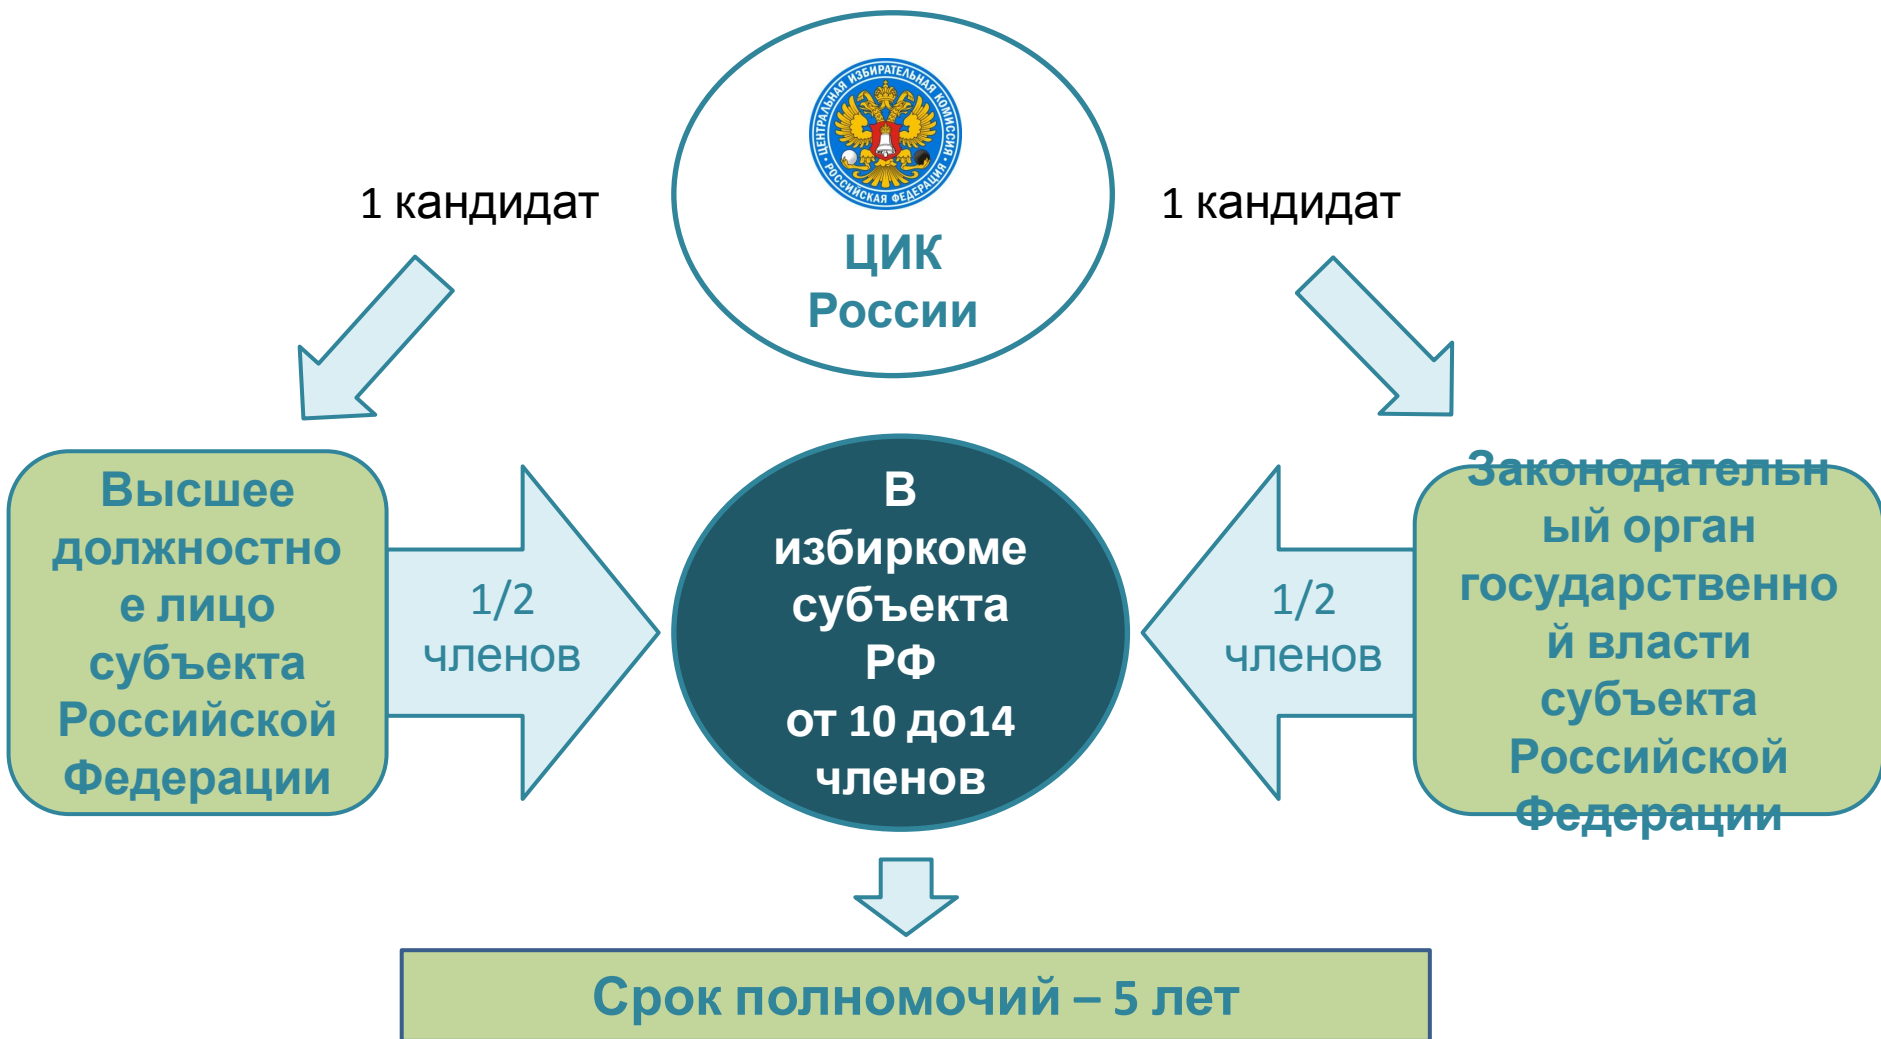 ЦЕНТРАЛЬНАЯ ИЗБИРАТЕЛЬНАЯ КОМИССИЯ
РОССИЙСКАЯ ФЕДЕРАЦИЯ
ЦИК
России
1 кандидат
1 кандидат
Высшее
должностно
е лицо
субъекта
Российской
Федерации
1/2
членов
В
избиркоме
субъекта
РФ
от 10 до14
членов
1/2
членов
Законодательн
ый орган
государственно
й власти
субъекта
Российской
Федерации
Срок полномочий – 5 лет